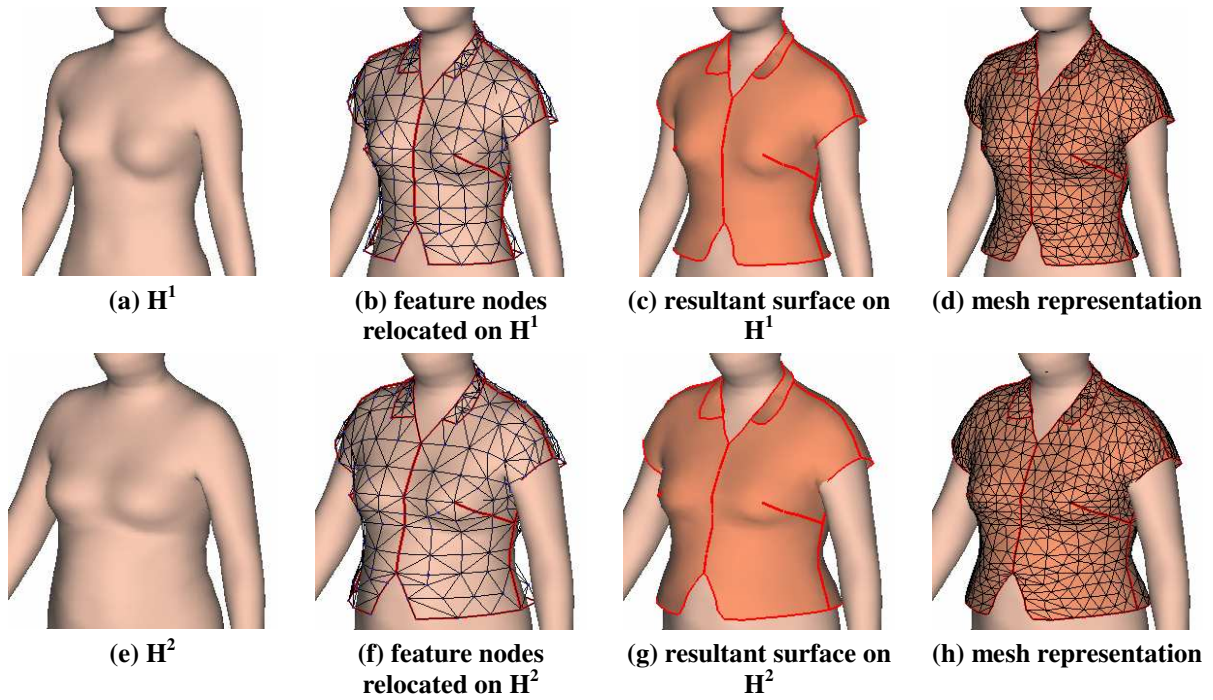 (a) H¹
(b) feature nodes
relocated on H¹
(c) resultant surface on
H¹
(d) mesh representation
(e) H²
(f) feature nodes
relocated on H²
(g) resultant surface on
H²
(h) mesh representation